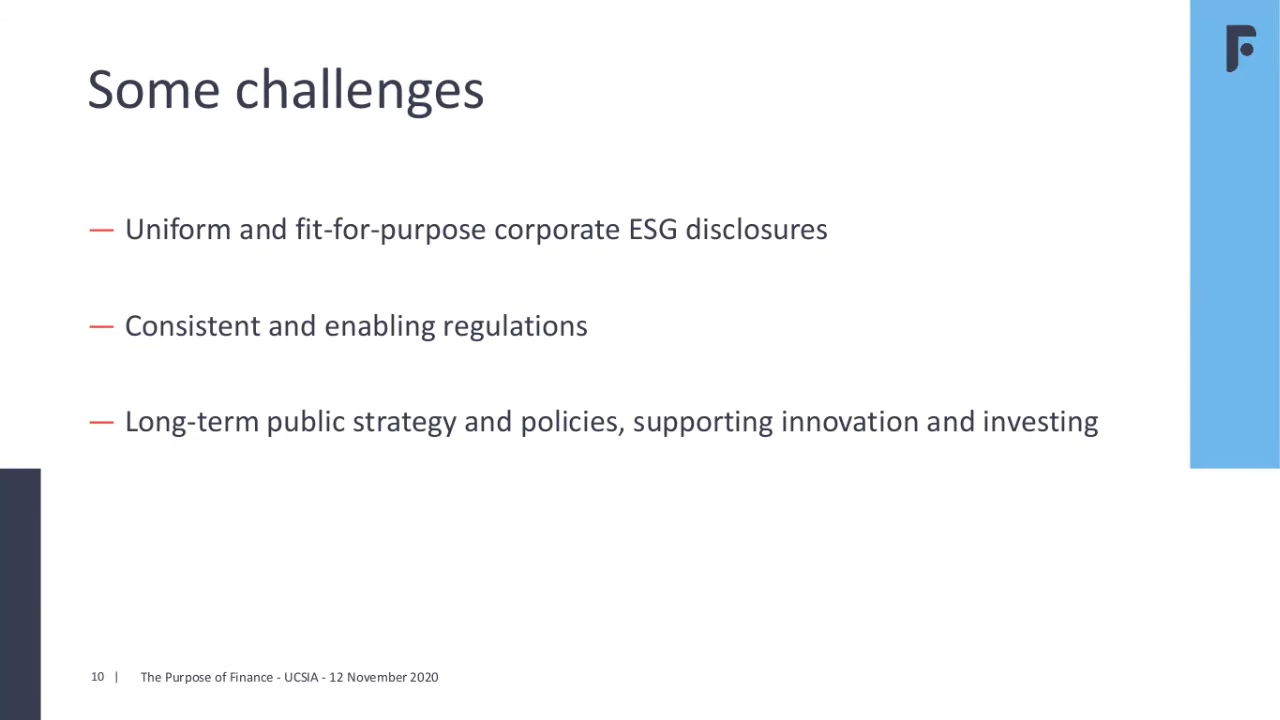 Some challenges
— Uniform and fit-for-purpose corporate ESG disclosures
— Consistent and enabling regulations
— Long-term public strategy and policies, supporting innovation and investing
10 | The Purpose of Finance - UCSIA - 12 November 2020